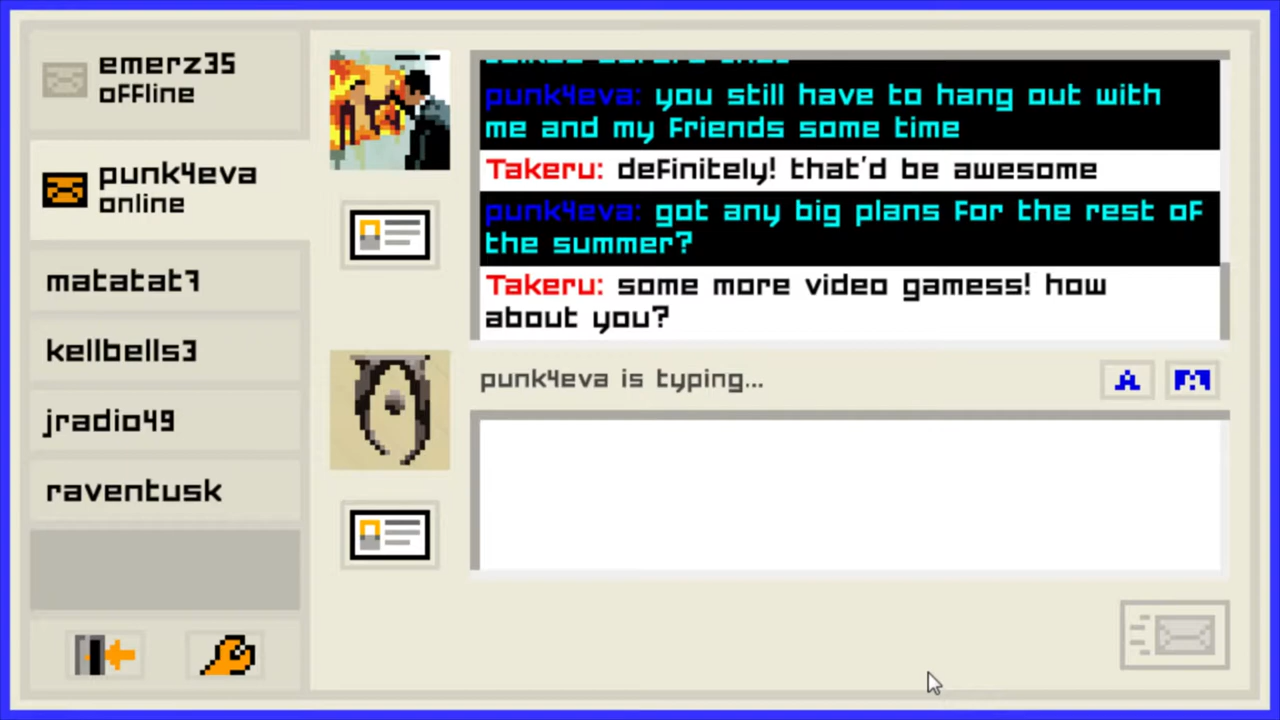 emerz35
offline
punk4eva
online
matatat7
kellbells3
jradio49
raventusk
punk4eva: you still have to hang out with
me and my friends some time
Takeru: definitely! that'd be awesome
punk4eva: got any big plans for the rest of
the summer?
Takeru: some more video gamess! how
about you?
punk4eva is typing...
A